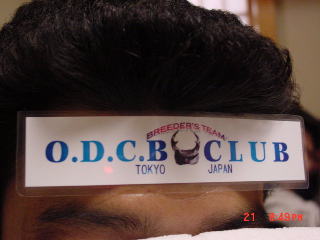 BREEDER'S TEAM
O.D.C.B CLUB
TOKYO JAPAN
21